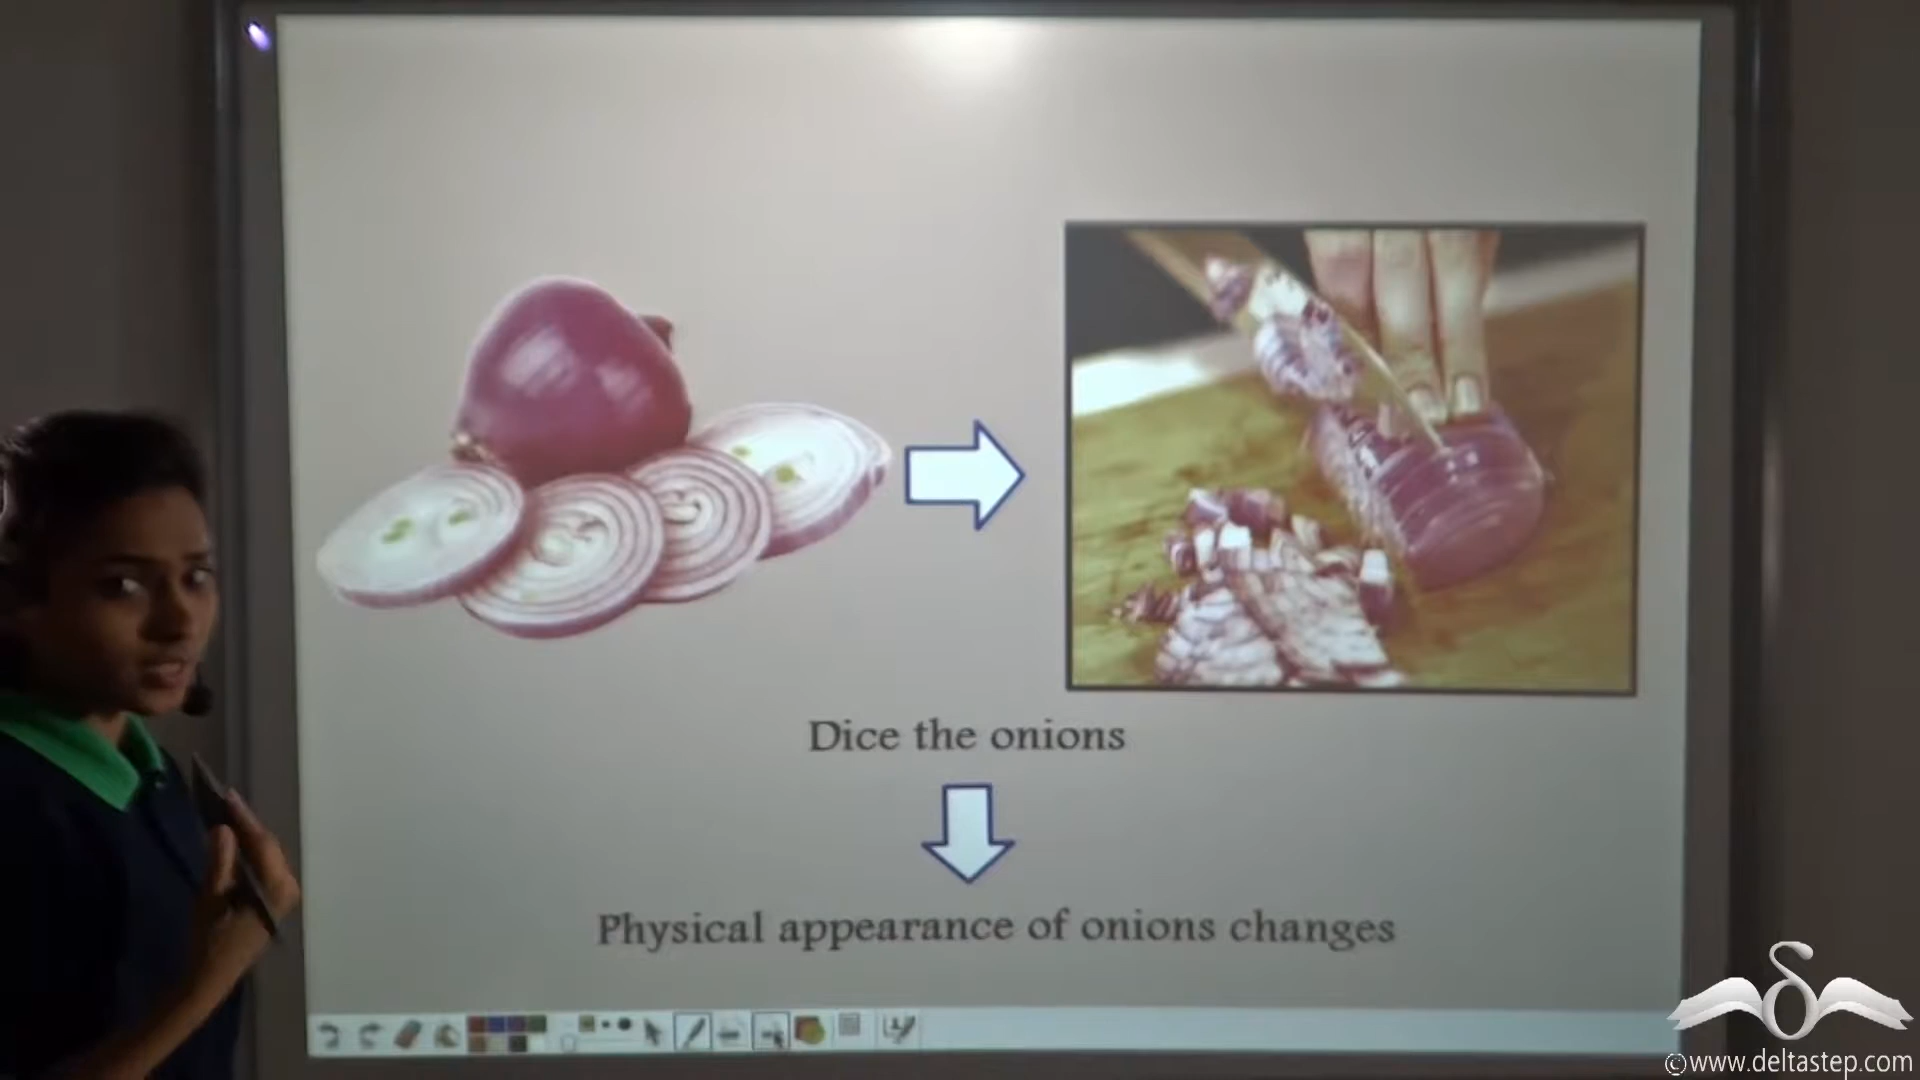 Dice the onions
Physical appearance of onions changes
©www.deltastep.com